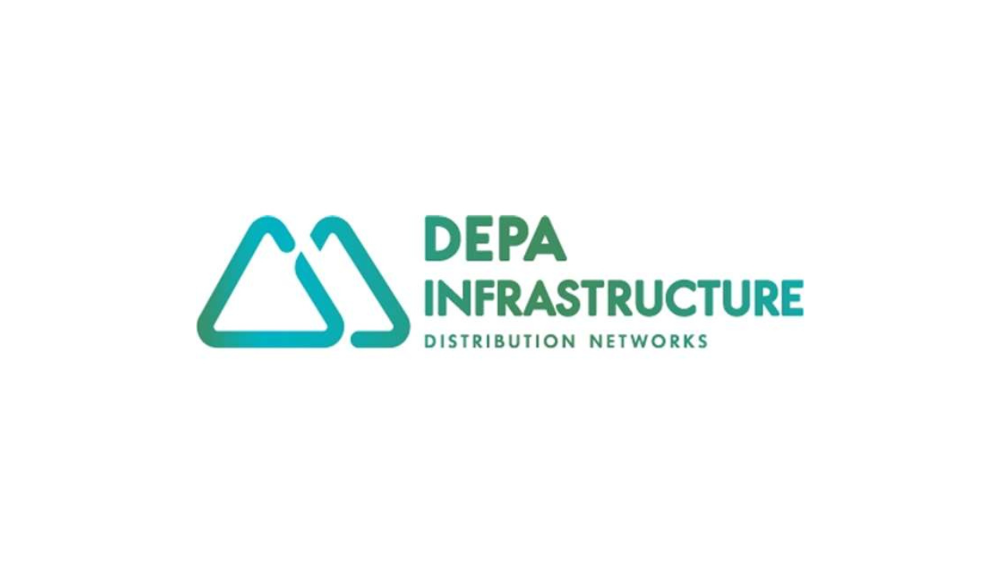 DEPA
INFRASTRUCTURE
DISTRIBUTION NETWORKS